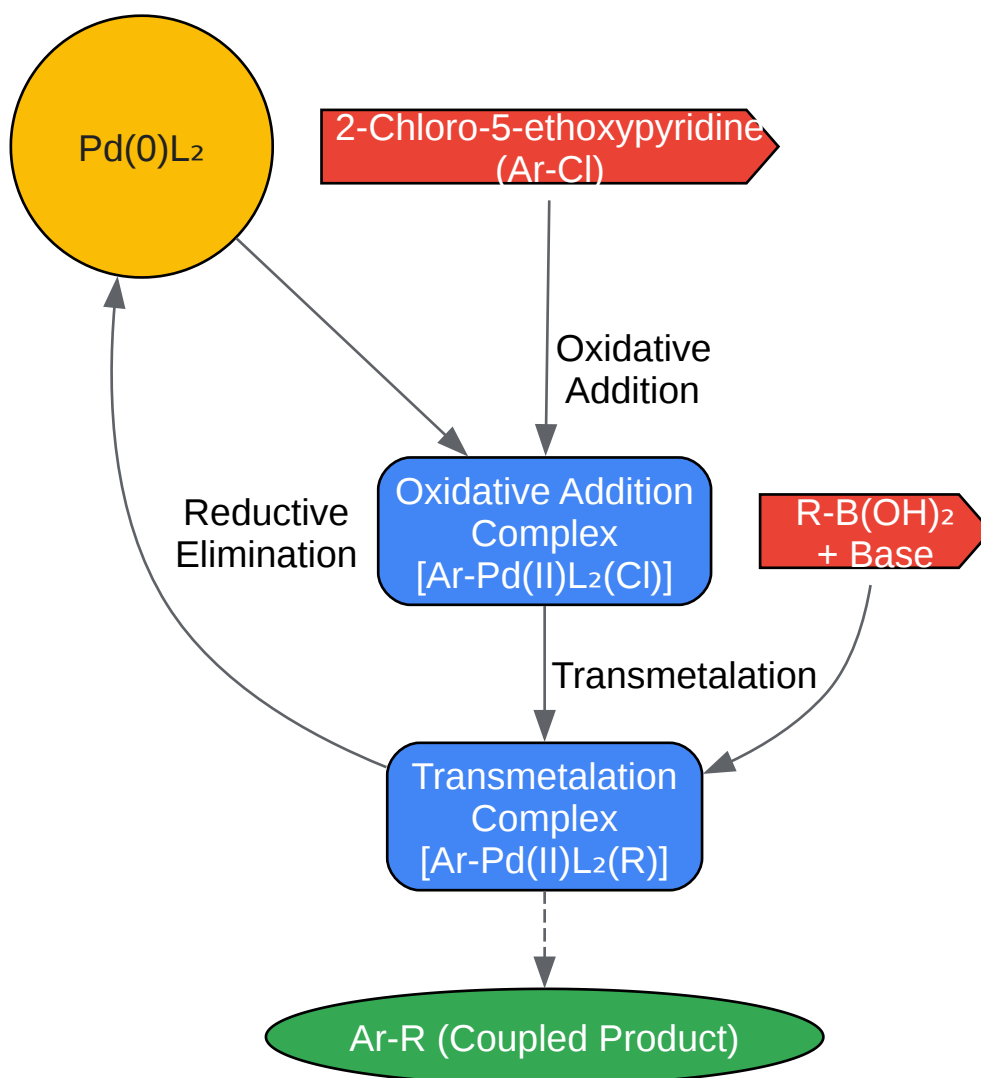 Pd(0)L₂
2-Chloro-5-ethoxypyridine
(Ar-Cl)
Oxidative
Addition
Oxidative Addition
Complex
[Ar-Pd(II)L₂(Cl)]
R-B(OH)₂
+ Base
Reductive
Elimination
Transmetalation
Transmetalation
Complex
[Ar-Pd(II)L₂(R)]
Ar-R (Coupled Product)